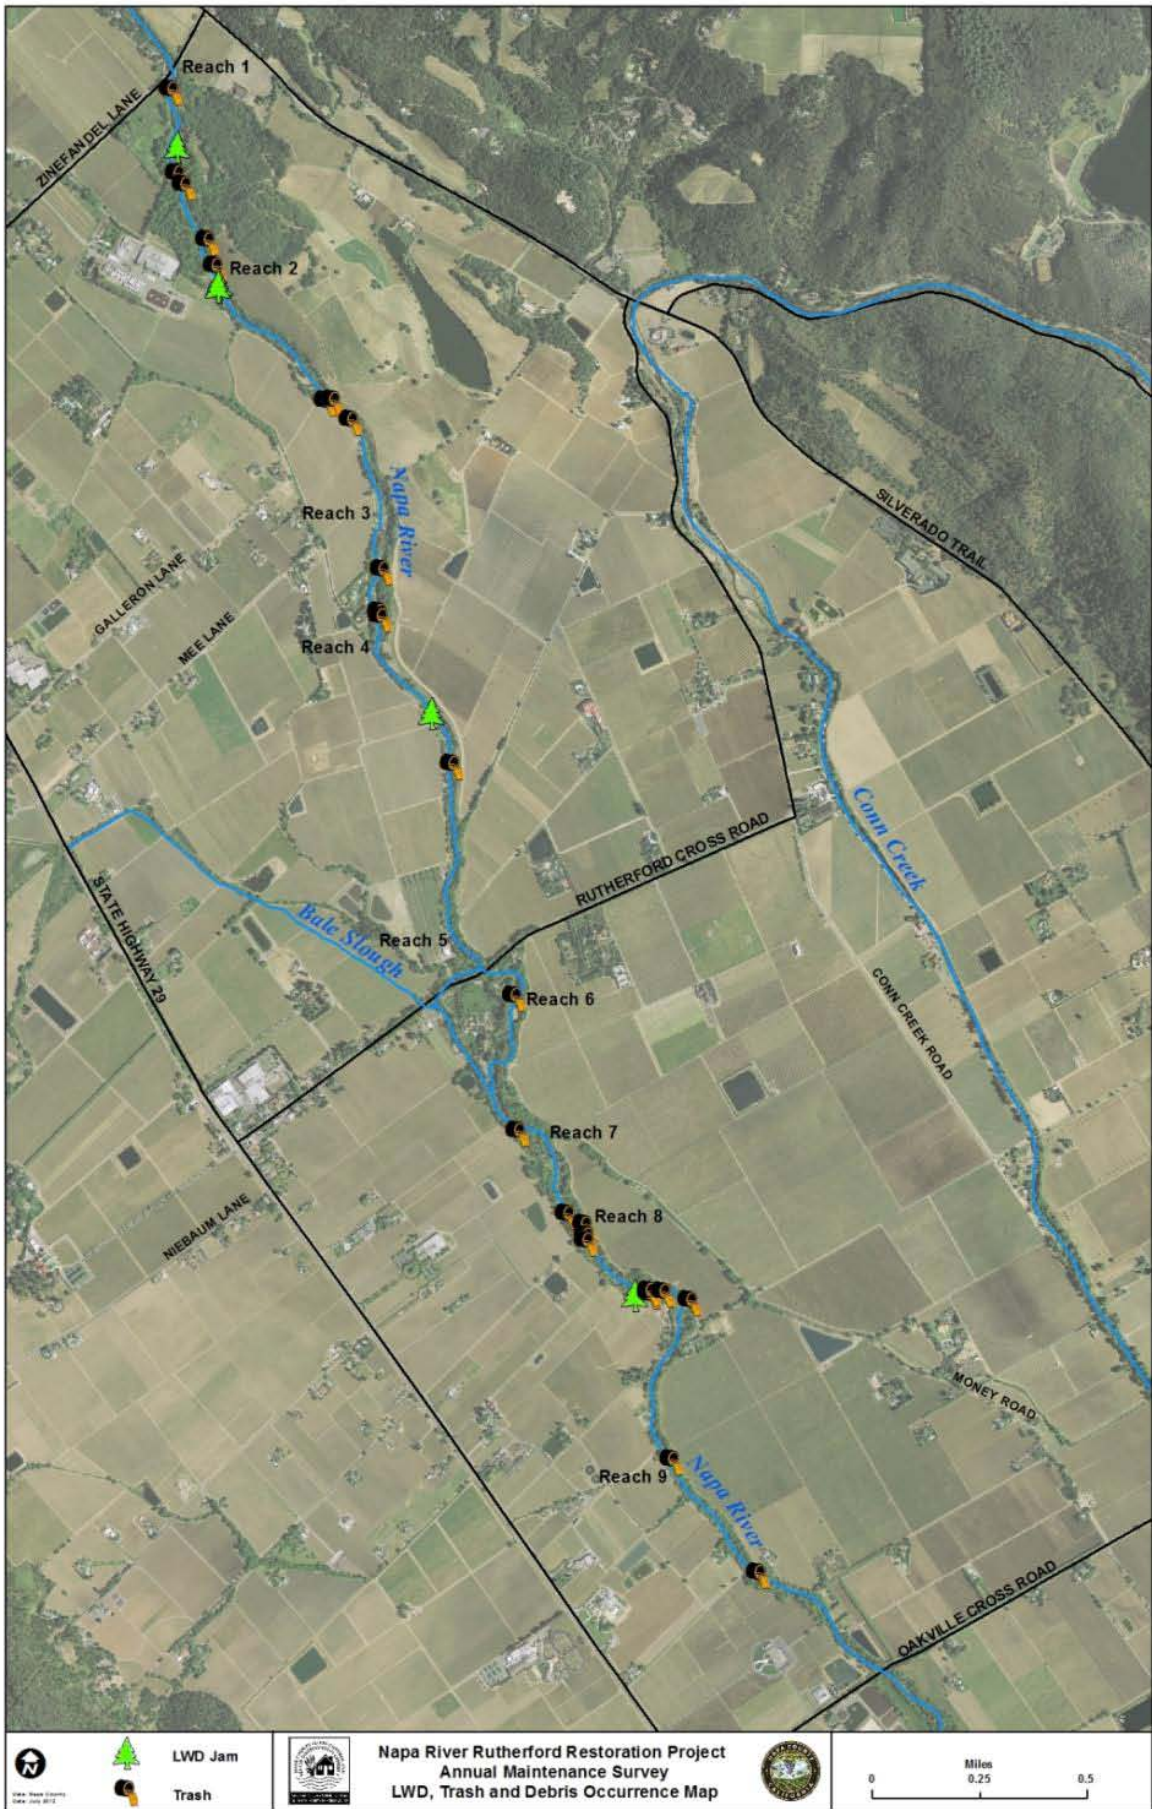 Reach 1
ZINEFANDEL LANE
Reach 2
Napa River
Reach 3
SILVERADO TRAIL
GALLERON LANE
MEE LANE
Reach 4
Conn Creek
RUTHERFORD CROSS ROAD
STATE HIGHWAY 29
Bale Slough
Reach 5
CONN CREEK ROAD
Reach 6
Reach 7
NIEBAUM LANE
Reach 8
MONEY ROAD
Reach 9
Napa River
OAKVILLE CROSS ROAD
N
LWD Jam
Trash
Napa River Rutherford Restoration Project
Annual Maintenance Survey
LWD, Trash and Debris Occurrence Map
Miles
0 0.25 0.5